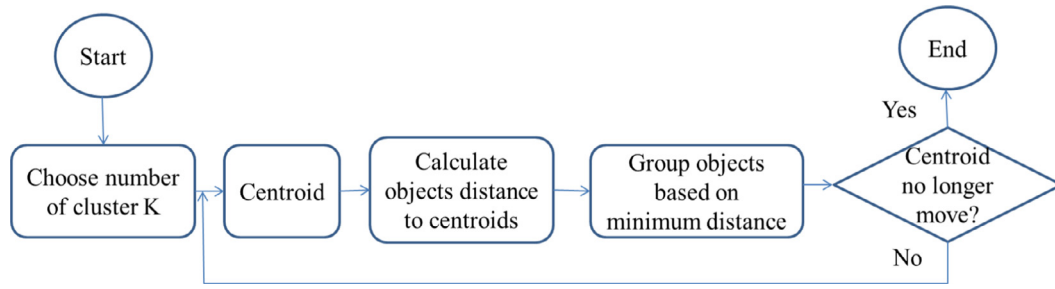 Start
Choose number
of cluster K
Centroid
Calculate
objects distance
to centroids
Group objects
based on
minimum distance
Centroid
no longer
move?
Yes
End
No